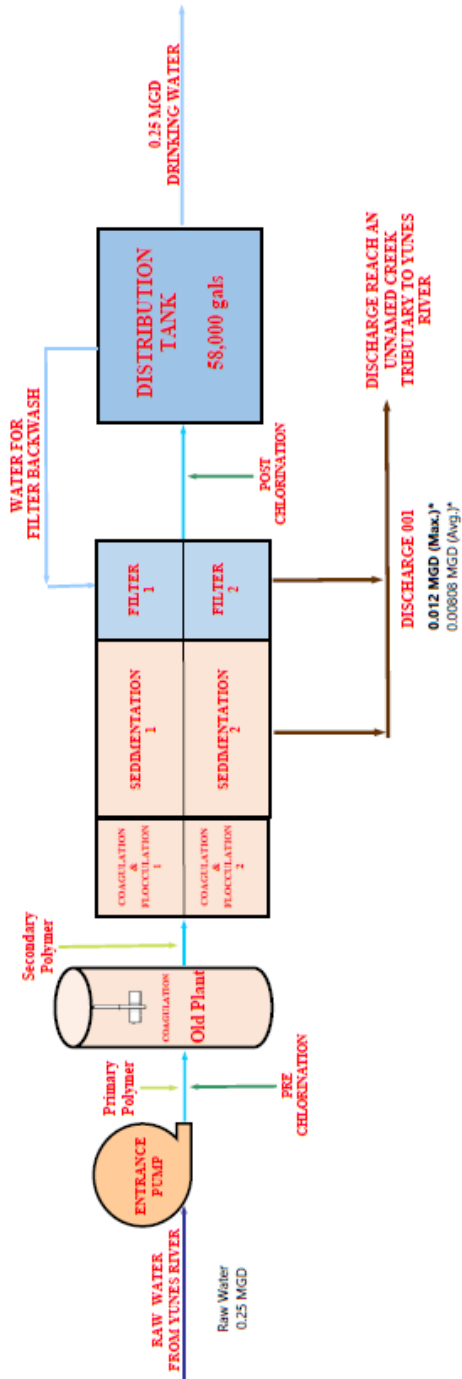 RAW WATER
FROM YUNES RIVER
Raw Water
0.25 MGD
ENTRANCE
PUMP
Primary
Polymer
PRE
CHLORINATION
COAGULATION
Old Plant
Secondary
Polymer
COAGULATION
&
FLOCCULATION
1
COAGULATION
&
FLOCCULATION
2
SEDIMENTATION
1
SEDIMENTATION
2
FILTER
1
FILTER
2
WATER FOR
FILTER BACKWASH
POST
CHLORINATION
DISTRIBUTION
TANK
58,000 gals
0.25 MGD
DRINKING WATER
DISCHARGE 001
0.012 MGD (Max.)*
0.00808 MGD (Avg.)*
DISCHARGE REACH AN
UNNAMED CREEK
TRIBUTARY TO YUNES
RIVER